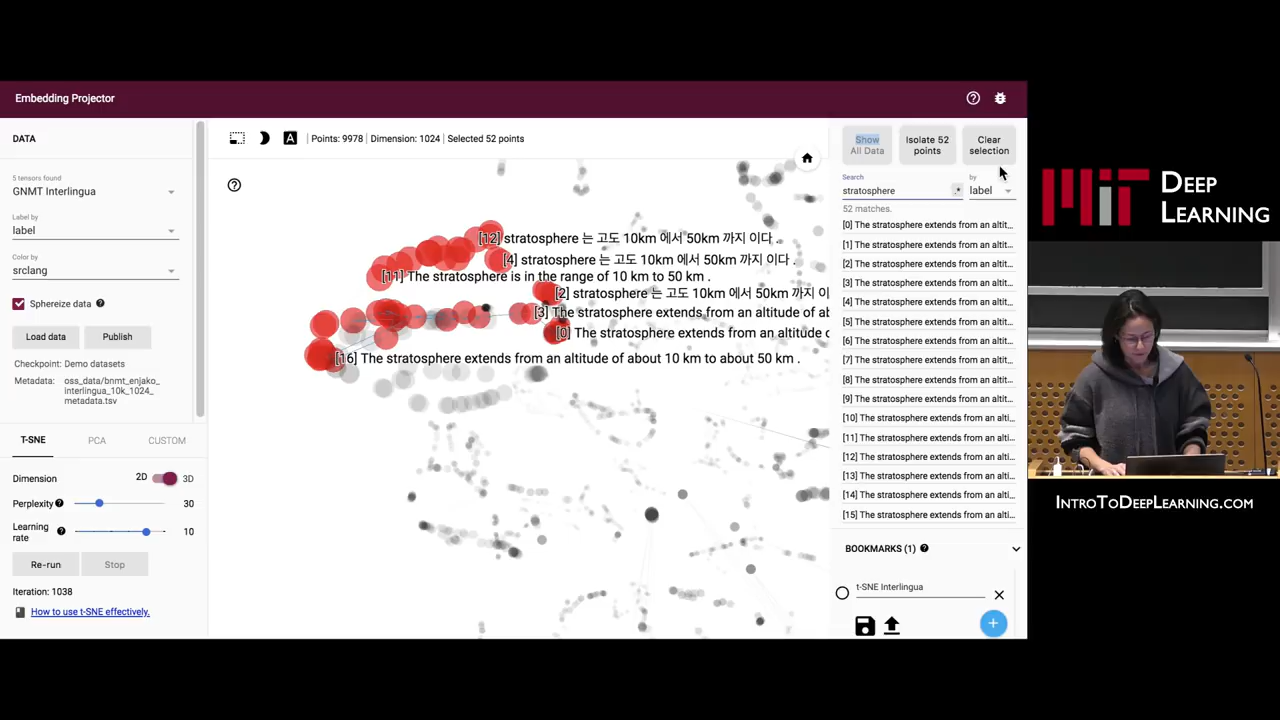 Embedding Projector
DATA
5 tensors found
GNMT Interlingua
Label by
label
Color by
srclang
Sphereize data
Load data
Publish
Checkpoint: Demo datasets
Metadata:
oss_data/bnmt_enjako_
interlingua_10k_1024_
metadata.tsv
T-SNE
PCA
CUSTOM
Dimension
2D
3D
Perplexity
30
Learning
rate
10
Re-run
Stop
Iteration: 1038
How to use t-SNE effectively.
A
Points: 9978
Dimension: 1024
Selected 52 points
[12] stratosphere 는 고도 10km 에서 50km 까지 이다 .
[4] stratosphere 는 고도 10km 에서 50km 까지 이다 .
[11] The stratosphere is in the range of 10 km to 50 km .
[2] stratosphere 는 고도 10km 에서 50km 까지 이
[3] The stratosphere extends from an altitude of ab
[0] The stratosphere extends from an altitude o
[16] The stratosphere extends from an altitude of about 10 km to about 50 km .
Show
All Data
Isolate 52
points
Clear
selection
Search
stratosphere
.*
by
label
52 matches.
[0] The stratosphere extends from an altit...
[1] The stratosphere extends from an altit...
[2] The stratosphere extends from an altit...
[3] The stratosphere extends from an altit...
[4] The stratosphere extends from an altit...
[5] The stratosphere extends from an altit...
[6] The stratosphere extends from an altit...
[7] The stratosphere extends from an altit...
[8] The stratosphere extends from an altit...
[9] The stratosphere extends from an altit...
[10] The stratosphere extends from an alti...
[11] The stratosphere extends from an alti...
[12] The stratosphere extends from an alti...
[13] The stratosphere extends from an alti...
[14] The stratosphere extends from an alti...
[15] The stratosphere extends from an alti...
BOOKMARKS (1)
t-SNE Interlingua
MIT
DEEP
LEARNING
INTROTODEEPLEARNING.COM